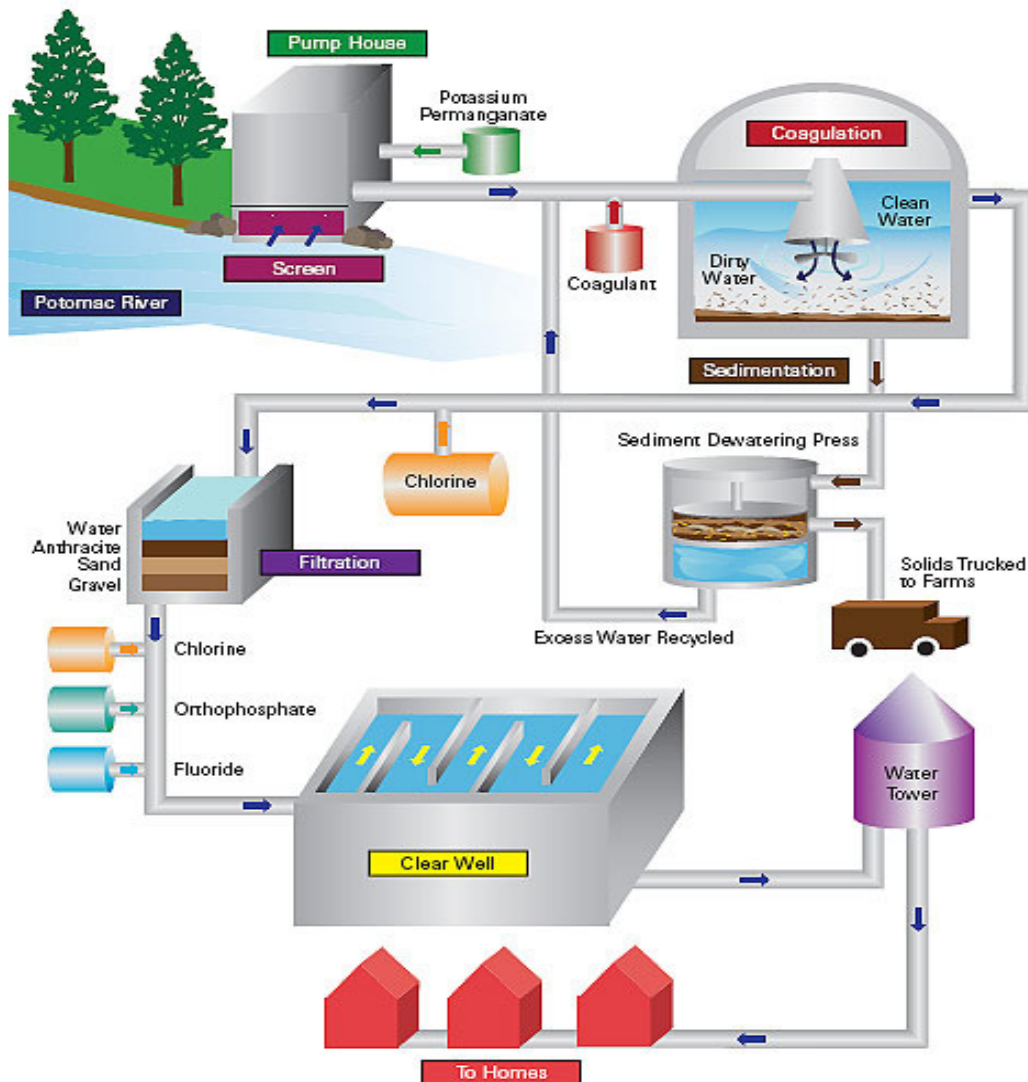 Pump House
Potassium
Permanganate
Coagulation
Clean
Water
Dirty
Water
Screen
Coagulant
Potomac River
Sedimentation
Sediment Dewatering Press
Chlorine
Water
Anthracite
Sand
Gravel
Filtration
Solids Trucked
to Farms
Excess Water Recycled
Chlorine
Orthophosphate
Fluoride
Water
Tower
Clear Well
To Homes